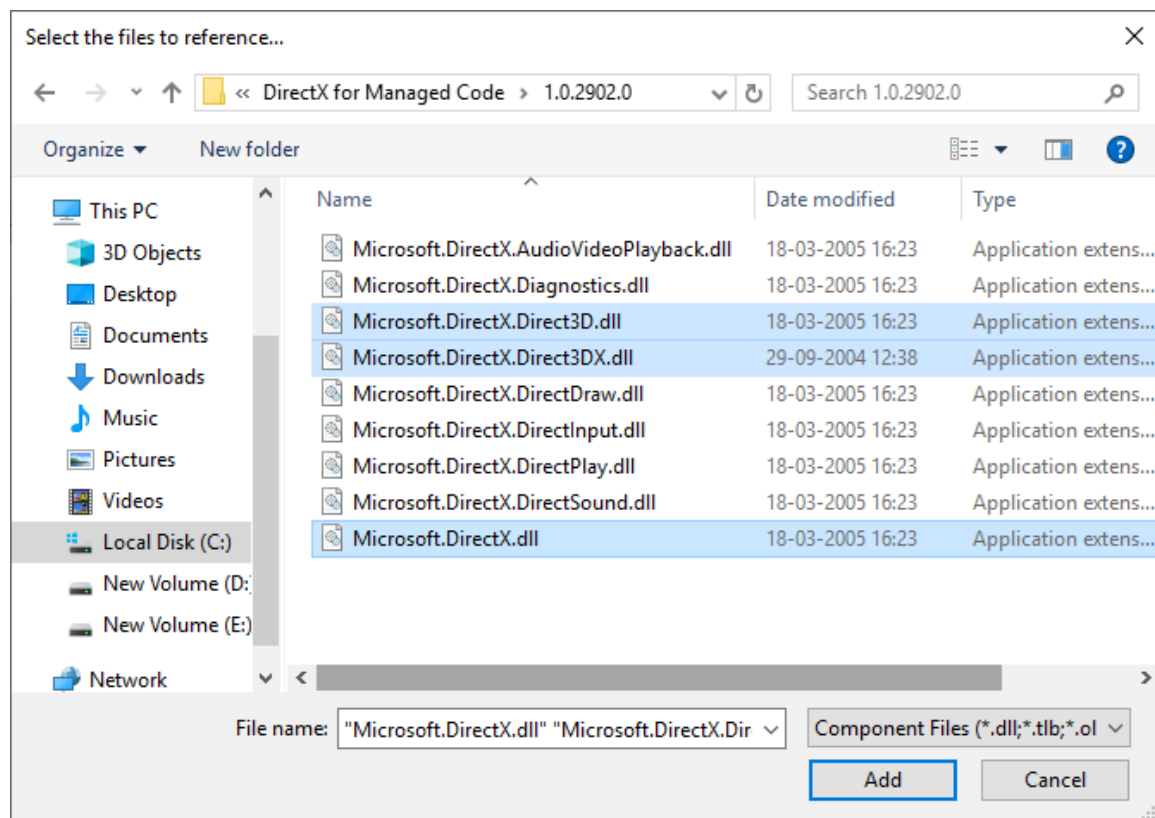 Select the files to reference...
« DirectX for Managed Code › 1.0.2902.0 Search 1.0.2902.0
Organize New folder ?
This PC
3D Objects
Desktop
Documents
Downloads
Music
Pictures
Videos
Local Disk (C:)
New Volume (D:
New Volume (E:)
Network
Name Date modified Type
Microsoft.DirectX.AudioVideoPlayback.dll 18-03-2005 16:23 Application extens...
Microsoft.DirectX.Diagnostics.dll 18-03-2005 16:23 Application extens...
Microsoft.DirectX.Direct3D.dll 18-03-2005 16:23 Application extens...
Microsoft.DirectX.Direct3DX.dll 29-09-2004 12:38 Application extens...
Microsoft.DirectX.DirectDraw.dll 18-03-2005 16:23 Application extens...
Microsoft.DirectX.DirectInput.dll 18-03-2005 16:23 Application extens...
Microsoft.DirectX.DirectPlay.dll 18-03-2005 16:23 Application extens...
Microsoft.DirectX.DirectSound.dll 18-03-2005 16:23 Application extens...
Microsoft.DirectX.dll 18-03-2005 16:23 Application extens...
File name: "Microsoft.DirectX.dll" "Microsoft.DirectX.Dir Component Files (*.dll;*.tlb;*.ol
Add Cancel